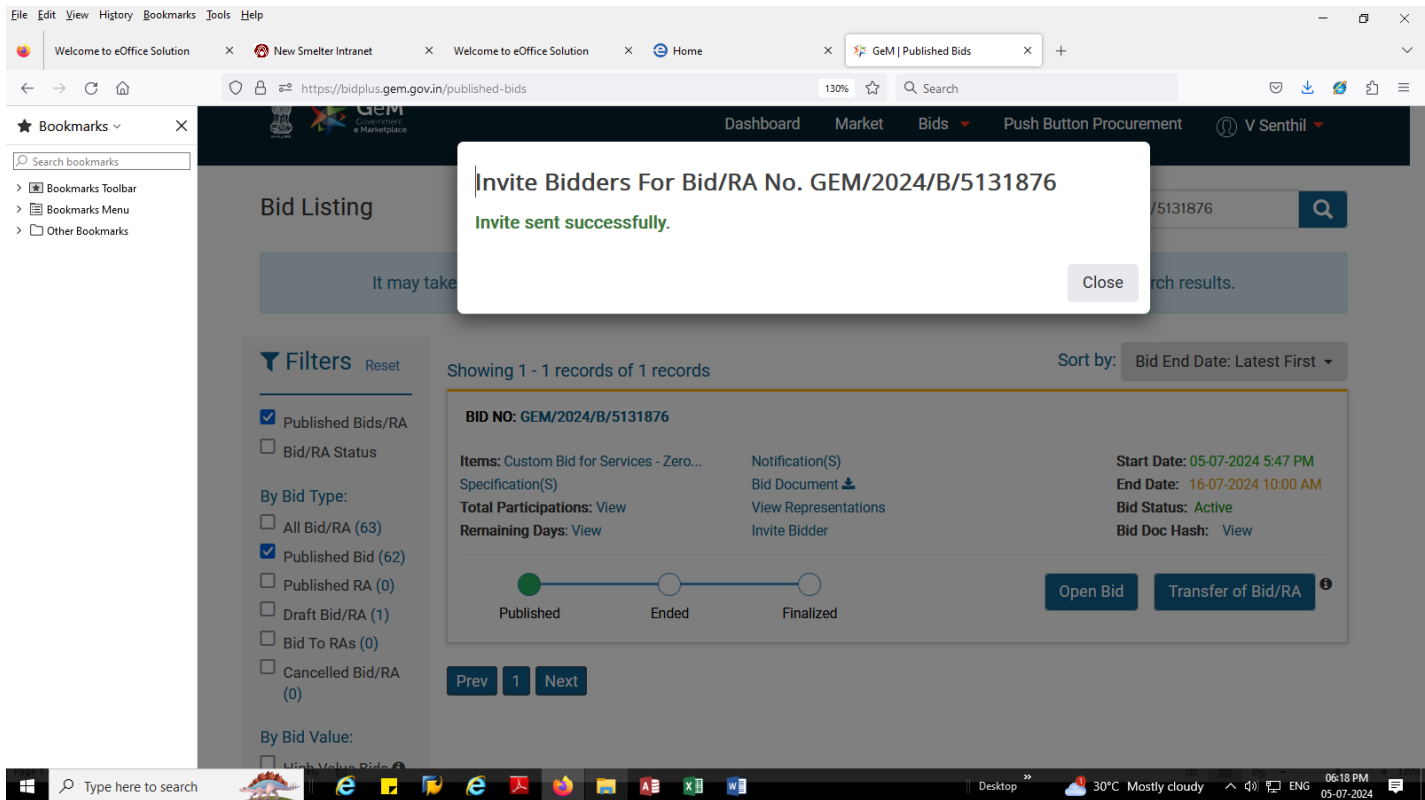 File Edit View History Bookmarks Tools Help
Welcome to eOffice Solution New Smelter Intranet Welcome to eOffice Solution Home GeM | Published Bids
https://bidplus.gem.gov.in/published-bids 130% Search
Bookmarks
Search bookmarks
Bookmarks Toolbar
Bookmarks Menu
Other Bookmarks
GeM
Government
e Marketplace
Dashboard Market Bids Push Button Procurement V Senthil
Invite Bidders For Bid/RA No. GEM/2024/B/5131876
Invite sent successfully.
Close
Bid Listing
/5131876
It may take
rch results.
Filters Reset
Published Bids/RA
Bid/RA Status
By Bid Type:
All Bid/RA (63)
Published Bid (62)
Published RA (0)
Draft Bid/RA (1)
Bid To RAs (0)
Cancelled Bid/RA
(0)
By Bid Value:
High Value Bids
Showing 1 - 1 records of 1 records
Sort by: Bid End Date: Latest First
BID NO: GEM/2024/B/5131876
Items: Custom Bid for Services - Zero...
Specification(S)
Total Participations: View
Remaining Days: View
Notification(S)
Bid Document
View Representations
Invite Bidder
Start Date: 05-07-2024 5:47 PM
End Date: 16-07-2024 10:00 AM
Bid Status: Active
Bid Doc Hash: View
Published Ended Finalized
Open Bid Transfer of Bid/RA
Prev 1 Next
Type here to search
Desktop 30°C Mostly cloudy ENG 06:18 PM
05-07-2024